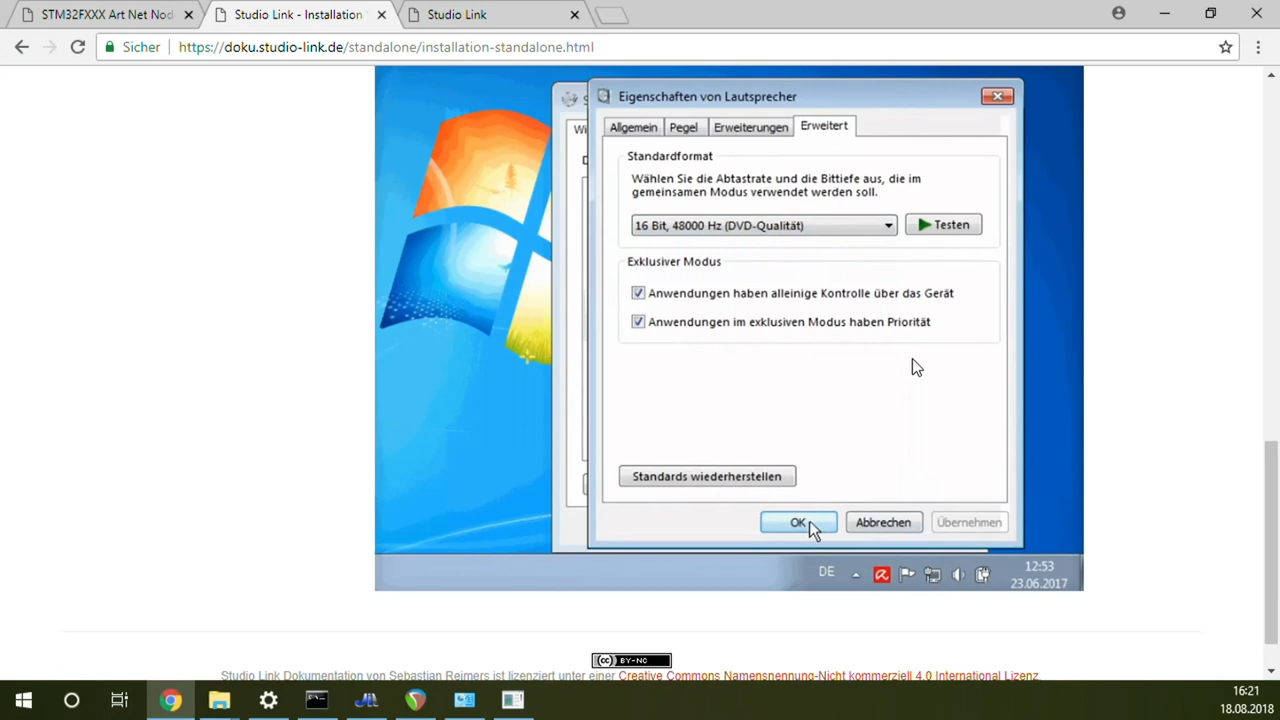 STM32FXXX Art Net Nod
Studio Link - Installation
Studio Link
Sicher
https://doku.studio-link.de/standalone/installation-standalone.html
Eigenschaften von Lautsprecher
Allgemein
Pegel
Erweiterungen
Erweitert
Standardformat
Wählen Sie die Abtastrate und die Bittiefe aus, die im
gemeinsamen Modus verwendet werden soll.
16 Bit, 48000 Hz (DVD-Qualität)
Testen
Exklusiver Modus
Anwendungen haben alleinige Kontrolle über das Gerät
Anwendungen im exklusiven Modus haben Priorität
Standards wiederherstellen
OK
Abbrechen
Übernehmen
DE
12:53
23.06.2017
cc BY-NC
Studio Link Dokumentation von Sebastian Reimers ist lizenziert unter einer Creative Commons Namensnennung-Nicht kommerziell 4.0 International Lizenz
16:21
18.08.2018